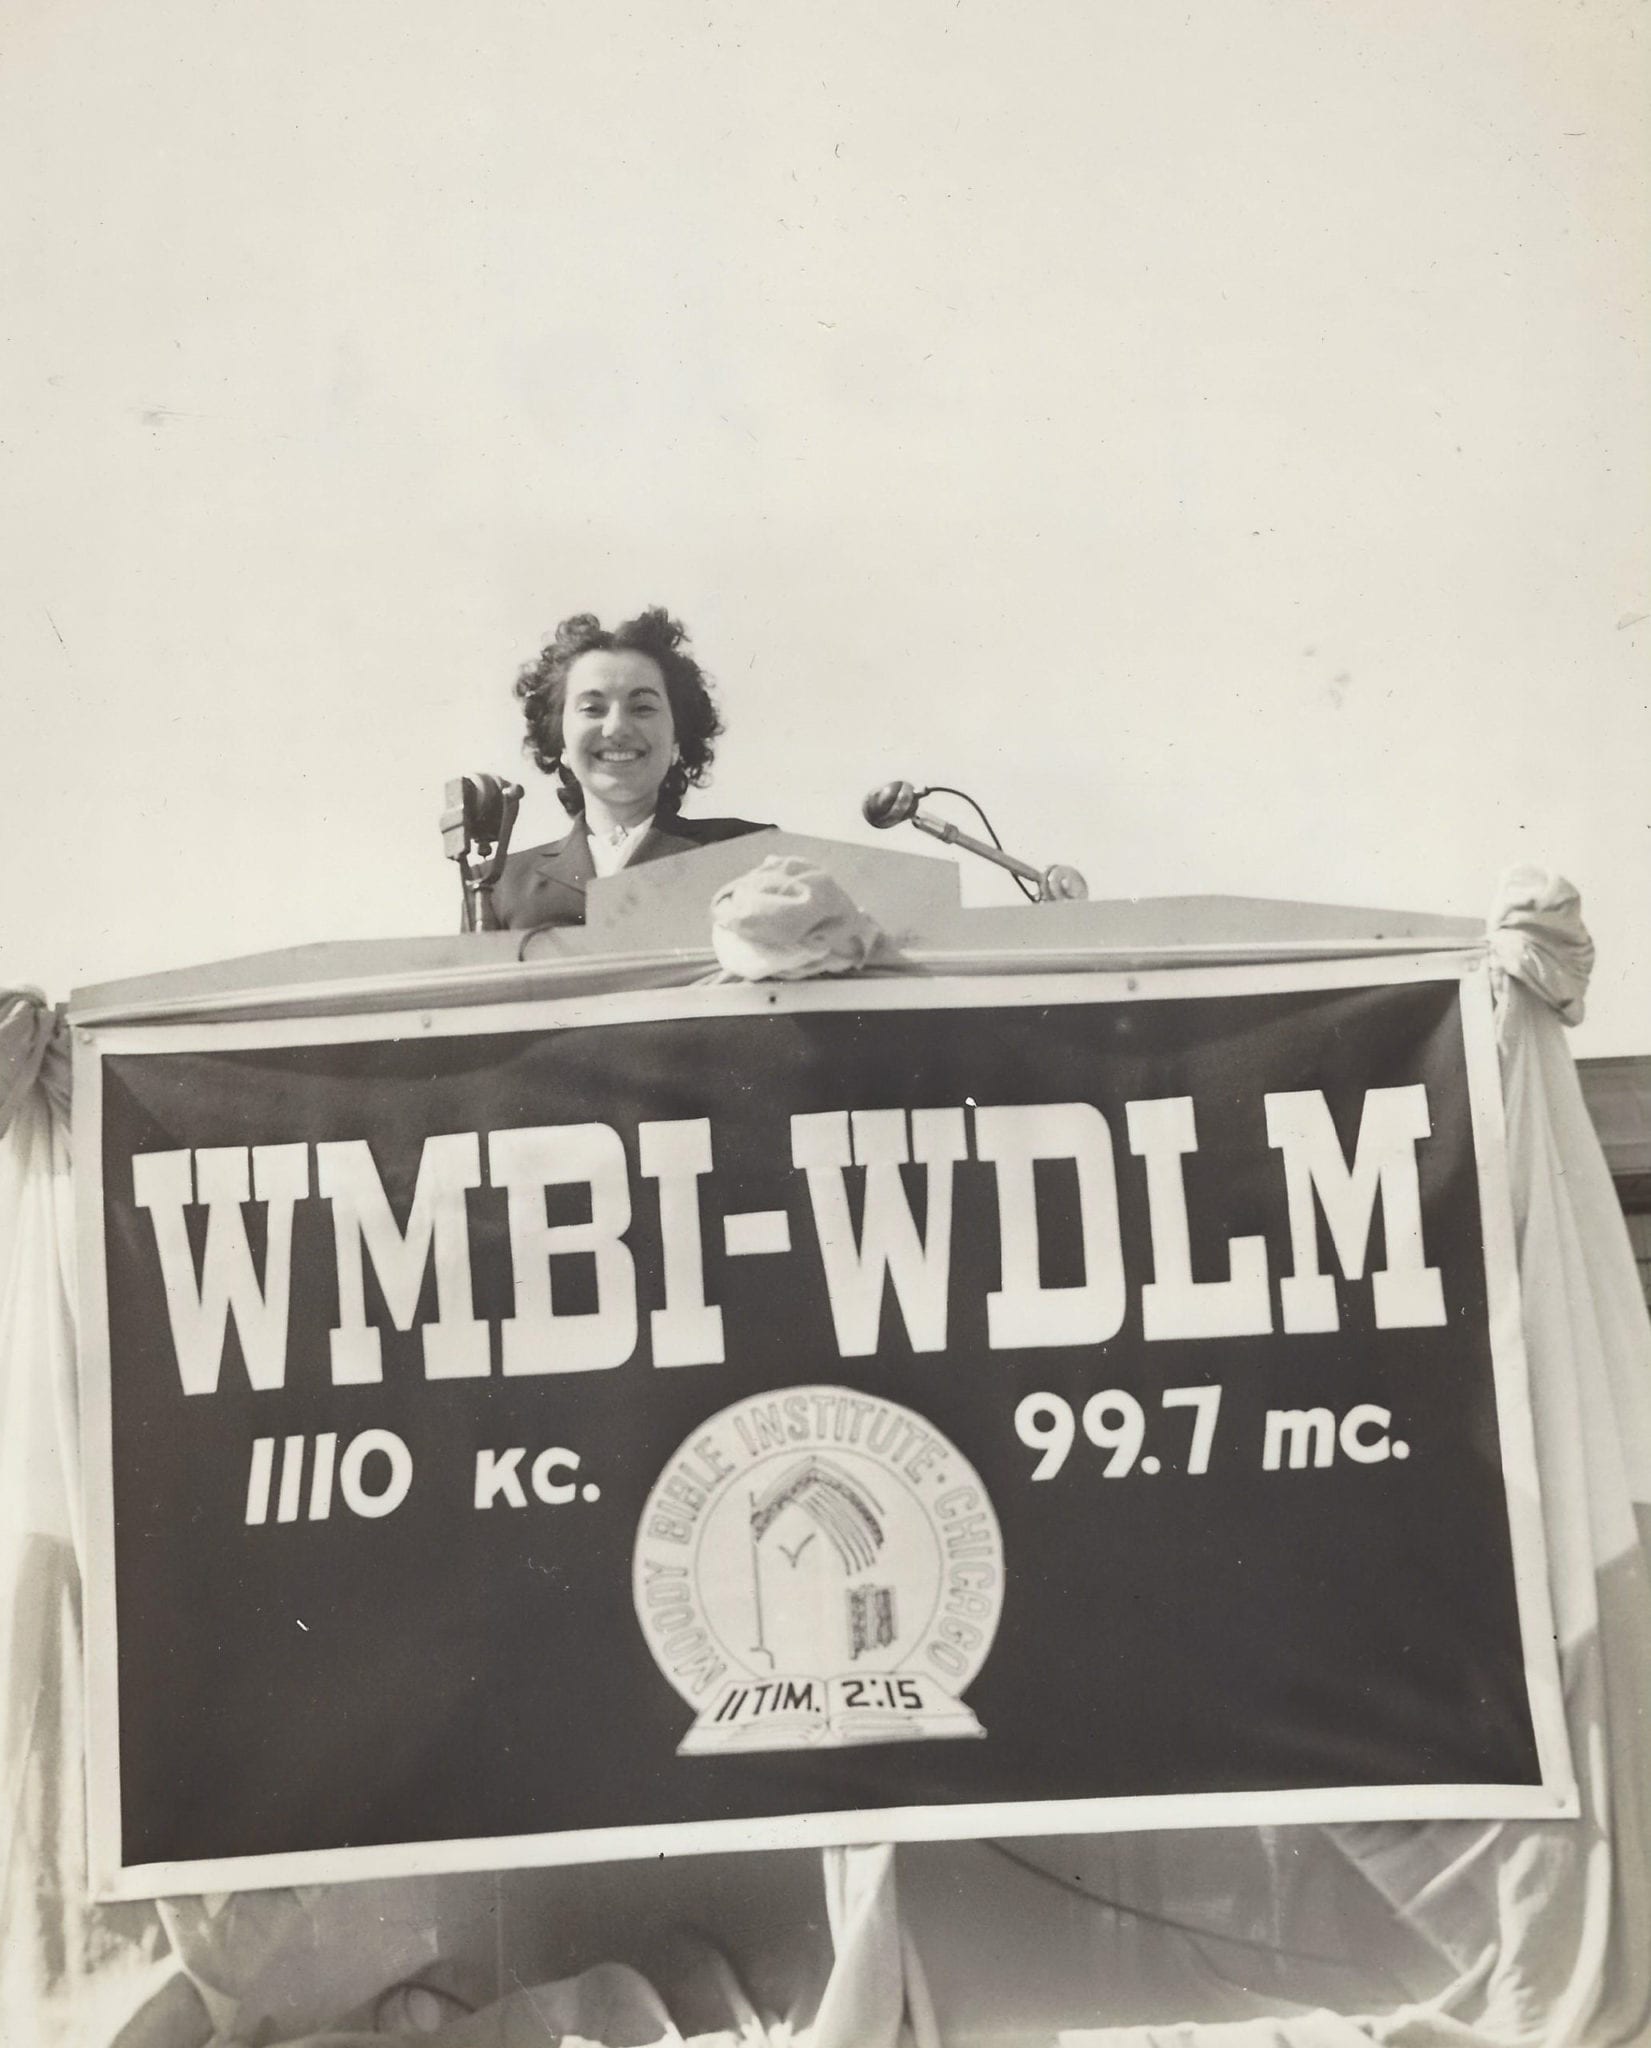 WMBI-WDLM
1110 KC.
99.7 mc.
MOODY BIBLE INSTITUTE · CHICAGO
II TIM. 2:15